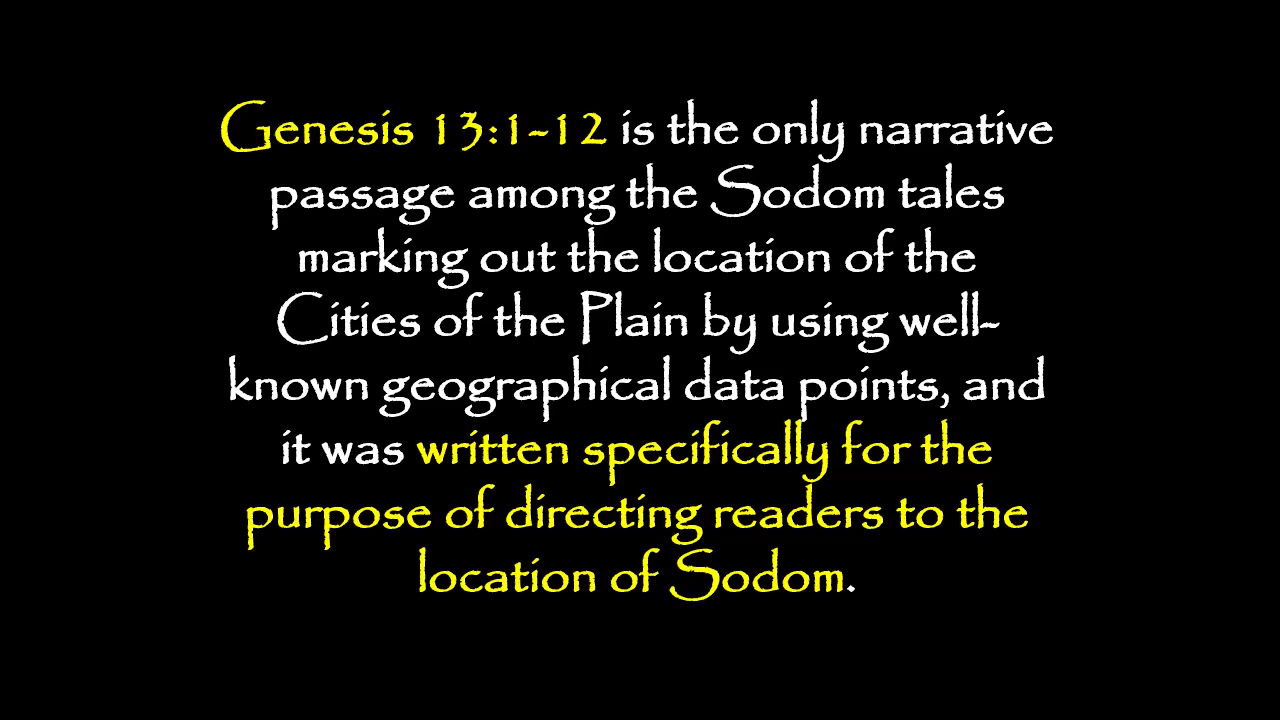 Genesis 13:1-12 is the only narrative
passage among the Sodom tales
marking out the location of the
Cities of the Plain by using well-
known geographical data points, and
it was written specifically for the
purpose of directing readers to the
location of Sodom.